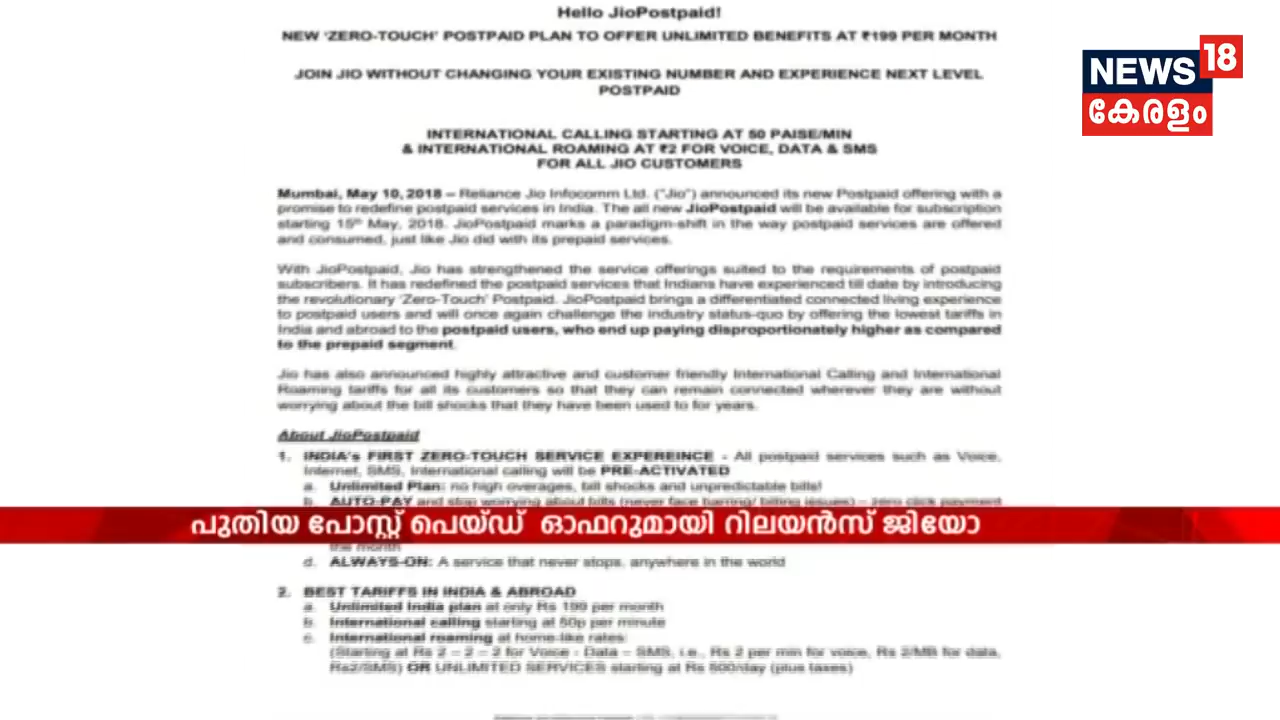 Hello JioPostpaid!
NEW ‘ZERO-TOUCH’ POSTPAID PLAN TO OFFER UNLIMITED BENEFITS AT ₹199 PER MONTH
JOIN JIO WITHOUT CHANGING YOUR EXISTING NUMBER AND EXPERIENCE NEXT LEVEL
POSTPAID
INTERNATIONAL CALLING STARTING AT 50 PAISE/MIN
& INTERNATIONAL ROAMING AT ₹2 FOR VOICE, DATA & SMS
FOR ALL JIO CUSTOMERS
NEWS 18
കേരളം
Mumbai, May 10, 2018 – Reliance Jio Infocomm Ltd. (“Jio”) announced its new Postpaid offering with a
promise to redefine postpaid services in India. The all new JioPostpaid will be available for subscription
starting 15th May, 2018. JioPostpaid marks a paradigm-shift in the way postpaid services are offered
and consumed, just like Jio did with its prepaid services.
With JioPostpaid, Jio has strengthened the service offerings suited to the requirements of postpaid
subscribers. It has redefined the postpaid services that Indians have experienced till date by introducing
the revolutionary ‘Zero-Touch’ Postpaid. JioPostpaid brings a differentiated connected living experience
to postpaid users and will once again challenge the industry status-quo by offering the lowest tariffs in
India and abroad to the postpaid users, who end up paying disproportionately higher as compared
to the prepaid segment.
Jio has also announced highly attractive and customer friendly International Calling and International
Roaming tariffs for all its customers so that they can remain connected wherever they are without
worrying about the bill shocks that they have been used to for years.
About JioPostpaid
1. INDIA's FIRST ZERO-TOUCH SERVICE EXPEREINCE - All postpaid services such as Voice,
Internet, SMS, International calling will be PRE-ACTIVATED
a. Unlimited Plan: no high overages, bill shocks and unpredictable bills!
b. AUTO-PAY and stop worrying about bills (never face barring/ billing issues) – zero click payment
പുതിയ പോസ്റ്റ് പെയ്ഡ് ഓഫറുമായി റിലയൻസ് ജിയോ
the month
d. ALWAYS-ON: A service that never stops, anywhere in the world
2. BEST TARIFFS IN INDIA & ABROAD
a. Unlimited India plan at only Rs 199 per month
b. International calling starting at 50p per minute
c. International roaming at home-like rates:
(Starting at Rs 2 – 2 – 2 for Voice - Data – SMS, i.e., Rs 2 per min for voice, Rs 2/MB for data,
Rs2/SMS) OR UNLIMITED SERVICES starting at Rs 500/day (plus taxes)